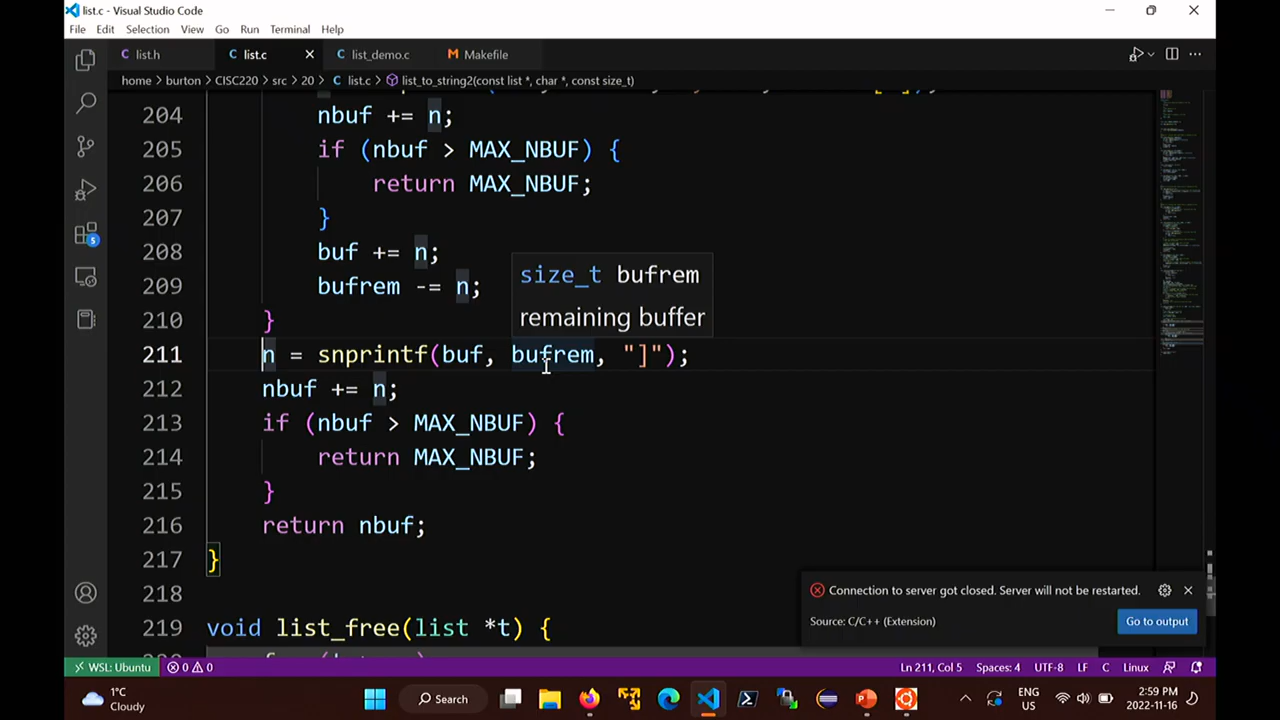 list.c - Visual Studio Code
File Edit Selection View Go Run Terminal Help
list.h list.c list_demo.c Makefile
home burton CISC220 src 20 list.c list_to_string2(const list *, char *, const size_t)
204 nbuf += n;
205 if (nbuf > MAX_NBUF) {
206 return MAX_NBUF;
207 }
208 buf += n;
209 bufrem -= n;
size_t bufrem
remaining buffer
210 }
211 n = snprintf(buf, bufrem, "]");
212 nbuf += n;
213 if (nbuf > MAX_NBUF) {
214 return MAX_NBUF;
215 }
216 return nbuf;
217 }
218
219 void list_free(list *t) {
5
Connection to server got closed. Server will not be restarted.
Source: C/C++ (Extension)
Go to output
WSL: Ubuntu 0 0 Ln 211, Col 5 Spaces: 4 UTF-8 LF C Linux
1°C
Cloudy
Search
ENG
US
2:59 PM
2022-11-16